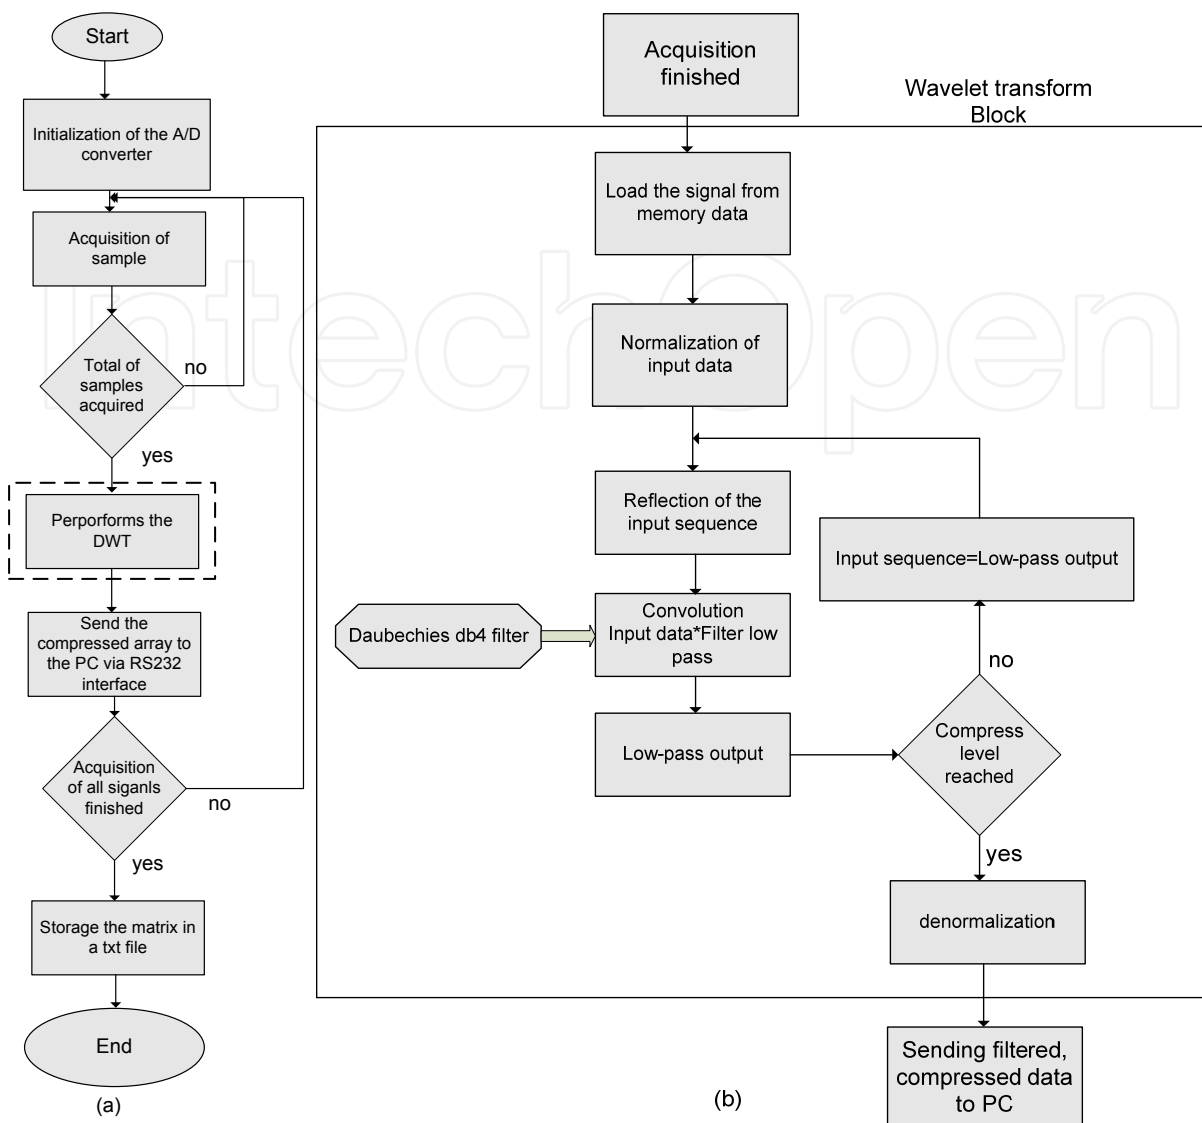 Start
Initialization of the A/D
converter
Acquisition of
sample
Total of
samples
acquired
no
yes
Perporforms the
DWT
Send the
compressed array to
the PC via RS232
interface
Acquisition
of all siganls
finished
no
yes
Storage the matrix in
a txt file
End
(a)
Acquisition
finished
Wavelet transform
Block
Load the signal from
memory data
Normalization of
input data
Reflection of the
input sequence
Input sequence=Low-pass output
Daubechies db4 filter
Convolution
Input data*Filter low
pass
no
Low-pass output
Compress
level
reached
yes
denormalization
Sending filtered,
compressed data
to PC
(b)
IntechOpen